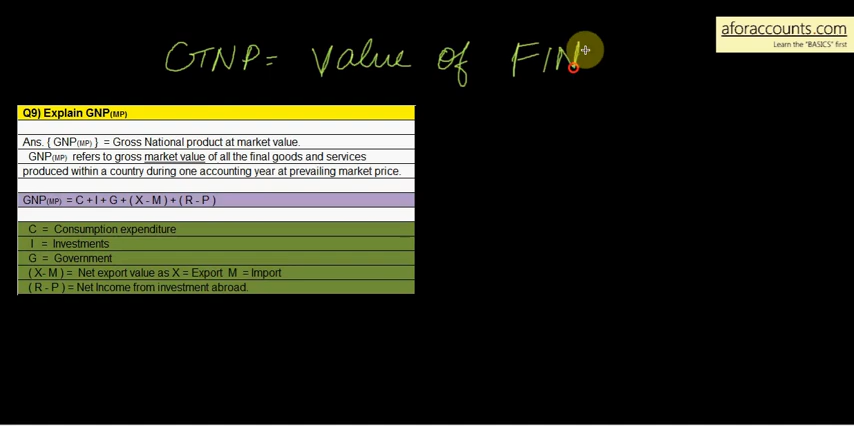 aforaccounts.com
Learn the "BASICS" first
GNP = Value of FIN
Q9) Explain GNP(MP)
Ans. { GNP(MP) } = Gross National product at market value.
GNP(MP) refers to gross market value of all the final goods and services
produced within a country during one accounting year at prevailing market price.
GNP(MP) = C + I + G + ( X - M ) + ( R - P )
C = Consumption expenditure
I = Investments
G = Government
( X- M ) = Net export value as X = Export M = Import
( R - P ) = Net Income from investment abroad.